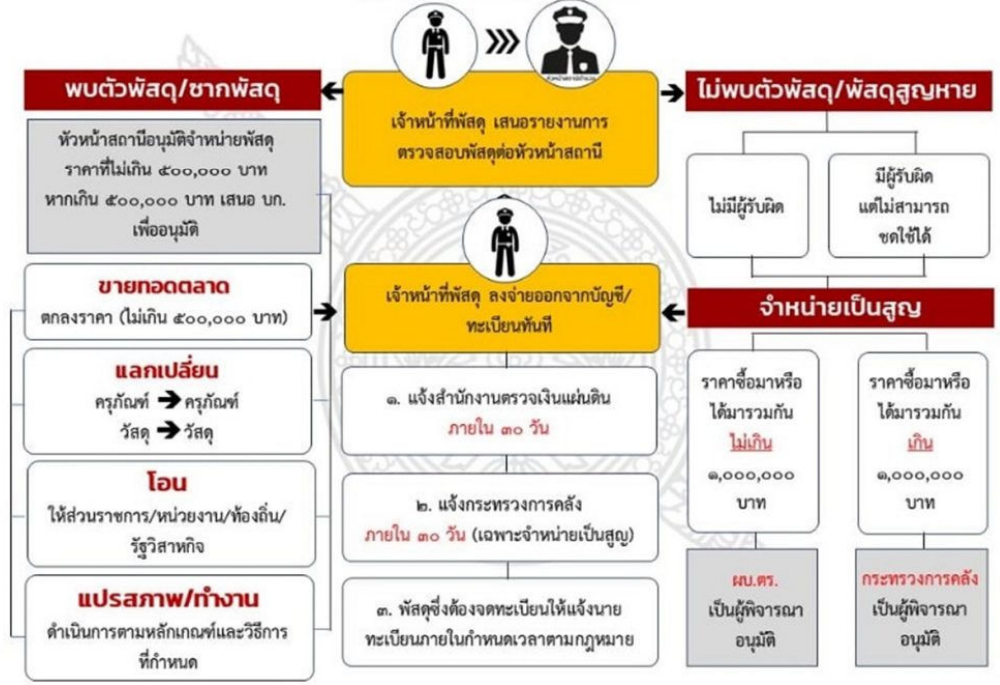 เจ้าหน้าที่พัสดุ เสนอรายงานการ
ตรวจสอบพัสดุต่อหัวหน้าสถานี
พบตัวพัสดุ/ซากพัสดุ
หัวหน้าสถานีอนุมัติจำหน่ายพัสดุ
ราคาที่ไม่เกิน ๕๐๐,๐๐๐ บาท
หากเกิน ๕๐๐,๐๐๐ บาท เสนอ บก.
เพื่ออนุมัติ
ขายทอดตลาด
ตกลงราคา (ไม่เกิน ๕๐๐,๐๐๐ บาท)
แลกเปลี่ยน
ครุภัณฑ์ ➔ ครุภัณฑ์
วัสดุ ➔ วัสดุ
โอน
ให้ส่วนราชการ/หน่วยงาน/ท้องถิ่น/
รัฐวิสาหกิจ
แปรสภาพ/ทำงาน
ดำเนินการตามหลักเกณฑ์และวิธีการ
ที่กำหนด
ไม่พบตัวพัสดุ/พัสดุสูญหาย
ไม่มีผู้รับผิด
มีผู้รับผิด
แต่ไม่สามารถ
ชดใช้ได้
จำหน่ายเป็นสูญ
ราคาซื้อมาหรือ
ได้มารวมกัน
ไม่เกิน
๑,๐๐๐,๐๐๐
บาท
ผบ.ตร.
เป็นผู้พิจารณา
อนุมัติ
ราคาซื้อมาหรือ
ได้มารวมกัน
เกิน
๑,๐๐๐,๐๐๐
บาท
กระทรวงการคลัง
เป็นผู้พิจารณา
อนุมัติ
เจ้าหน้าที่พัสดุ ลงจ่ายออกจากบัญชี/
ทะเบียนทันที
๑. แจ้งสำนักงานตรวจเงินแผ่นดิน
ภายใน ๓๐ วัน
๒. แจ้งกระทรวงการคลัง
ภายใน ๓๐ วัน (เฉพาะจำหน่ายเป็นสูญ)
๓. พัสดุซึ่งต้องจดทะเบียนให้แจ้งนาย
ทะเบียนภายในกำหนดเวลาตามกฎหมาย